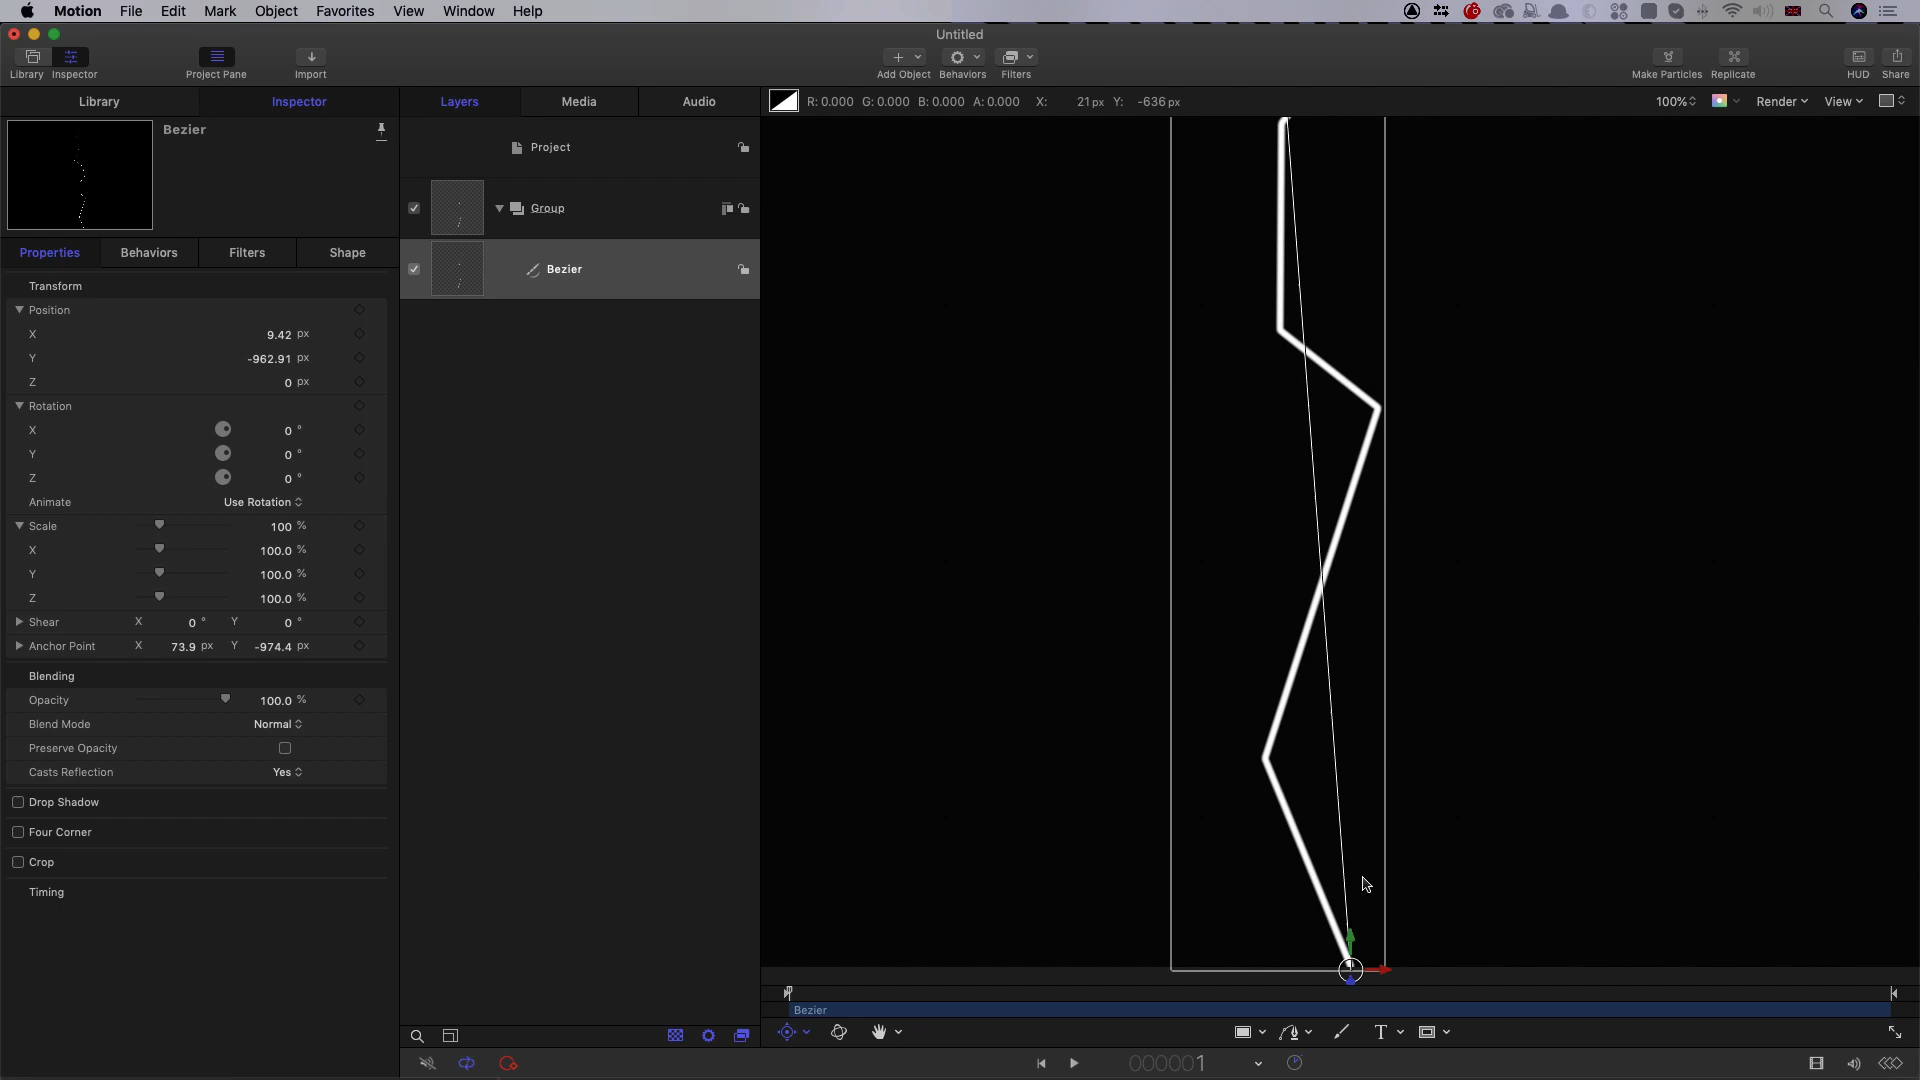 Motion File Edit Mark Object Favorites View Window Help
Untitled
Library Inspector Project Pane Import Add Object Behaviors Filters Make Particles Replicate HUD Share
Library Inspector Layers Media Audio R: 0.000 G: 0.000 B: 0.000 A: 0.000 X: 21 px Y: -636 px 100% Render View
Bezier
Project
Group
Properties Behaviors Filters Shape
Bezier
Transform
Position
X 9.42 px
Y -962.91 px
Z 0 px
Rotation
X 0 °
Y 0 °
Z 0 °
Animate Use Rotation
Scale 100 %
X 100.0 %
Y 100.0 %
Z 100.0 %
Shear X 0 ° Y 0 °
Anchor Point X 73.9 px Y -974.4 px
Blending
Opacity 100.0 %
Blend Mode Normal
Preserve Opacity
Casts Reflection Yes
Drop Shadow
Four Corner
Crop
Timing
Bezier
T
0000001